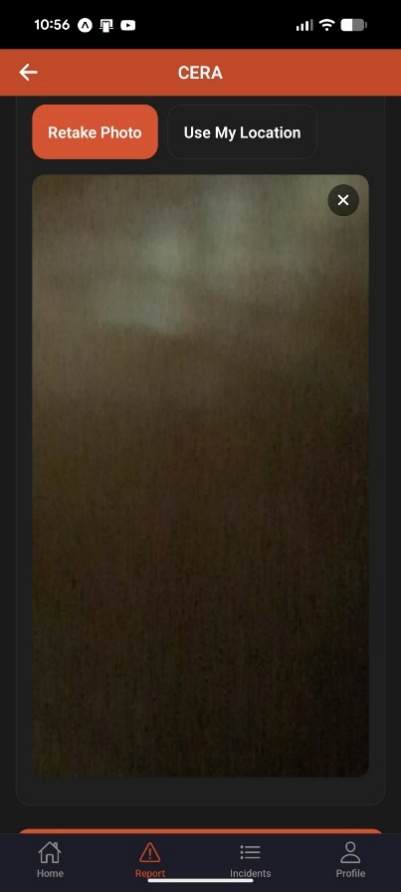 10:56
CERA
Retake Photo
Use My Location
Home
Report
Incidents
Profile